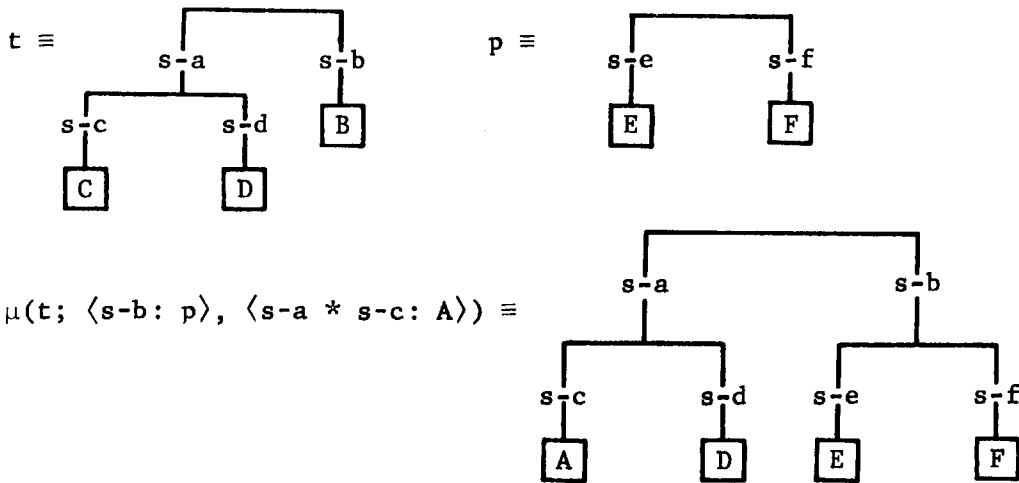 t ≡
s-a s-b
s-c s-d B
C D
p ≡
s-e s-f
E F
μ(t; ⟨s-b: p⟩, ⟨s-a * s-c: A⟩) ≡
s-a s-b
s-c s-d s-e s-f
A D E F